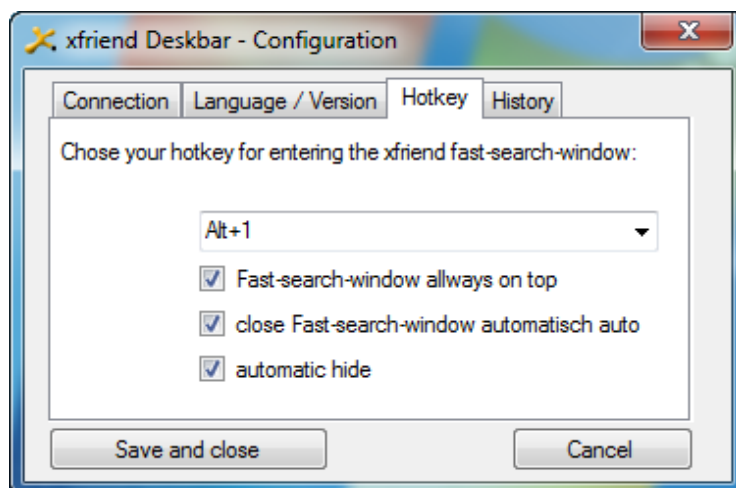 xfriend Deskbar - Configuration
Connection Language / Version Hotkey History
Chose your hotkey for entering the xfriend fast-search-window:
Alt+1
Fast-search-window allways on top
close Fast-search-window automatisch auto
automatic hide
Save and close Cancel